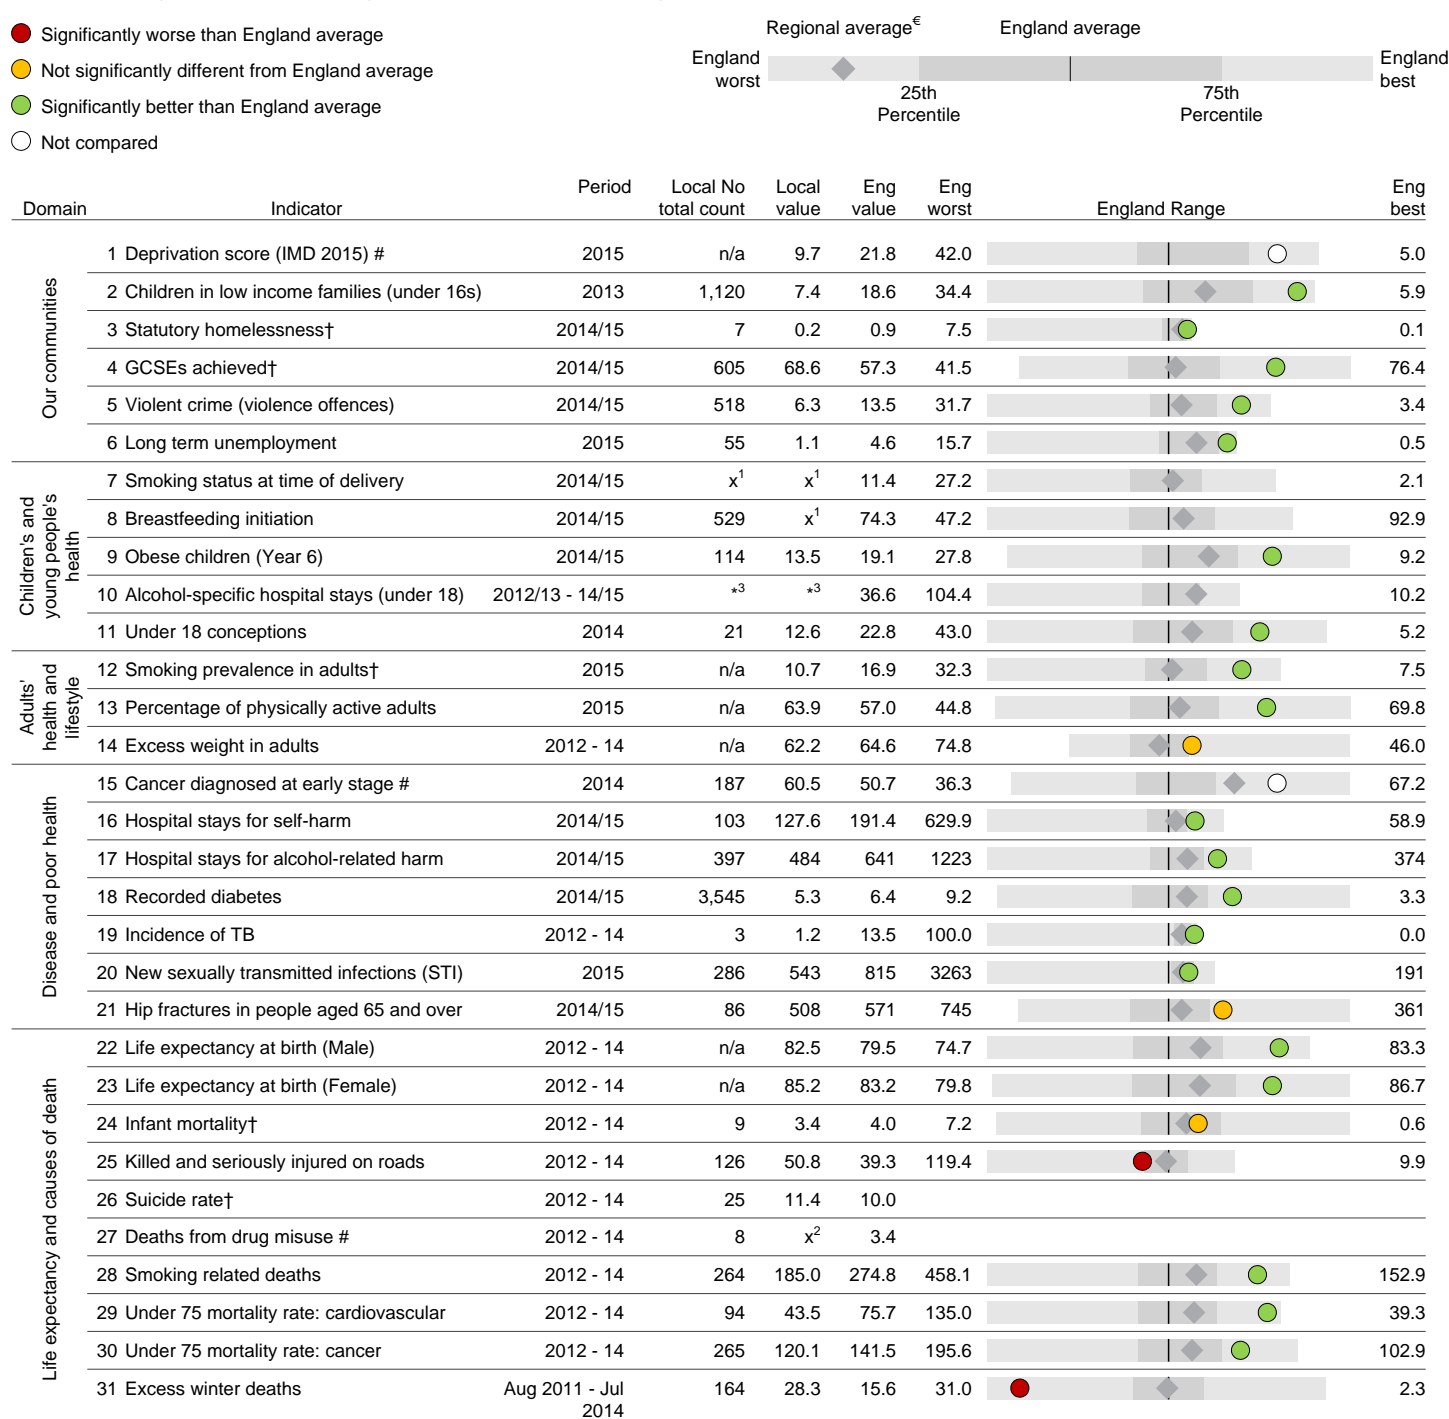 Significantly worse than England average
Not significantly different from England average
Significantly better than England average
Not compared
Regional average€ England average
England worst
England best
25th Percentile
75th Percentile
Domain Indicator Period Local No total count Local value Eng value Eng worst England Range Eng best
Our communities
1 Deprivation score (IMD 2015) # 2015 n/a 9.7 21.8 42.0 5.0
2 Children in low income families (under 16s) 2013 1,120 7.4 18.6 34.4 5.9
3 Statutory homelessness† 2014/15 7 0.2 0.9 7.5 0.1
4 GCSEs achieved† 2014/15 605 68.6 57.3 41.5 76.4
5 Violent crime (violence offences) 2014/15 518 6.3 13.5 31.7 3.4
6 Long term unemployment 2015 55 1.1 4.6 15.7 0.5
Children's and young people's health
7 Smoking status at time of delivery 2014/15 x1 x1 11.4 27.2 2.1
8 Breastfeeding initiation 2014/15 529 x1 74.3 47.2 92.9
9 Obese children (Year 6) 2014/15 114 13.5 19.1 27.8 9.2
10 Alcohol-specific hospital stays (under 18) 2012/13 - 14/15 *3 *3 36.6 104.4 10.2
11 Under 18 conceptions 2014 21 12.6 22.8 43.0 5.2
Adults' health and lifestyle
12 Smoking prevalence in adults† 2015 n/a 10.7 16.9 32.3 7.5
13 Percentage of physically active adults 2015 n/a 63.9 57.0 44.8 69.8
14 Excess weight in adults 2012 - 14 n/a 62.2 64.6 74.8 46.0
Disease and poor health
15 Cancer diagnosed at early stage # 2014 187 60.5 50.7 36.3 67.2
16 Hospital stays for self-harm 2014/15 103 127.6 191.4 629.9 58.9
17 Hospital stays for alcohol-related harm 2014/15 397 484 641 1223 374
18 Recorded diabetes 2014/15 3,545 5.3 6.4 9.2 3.3
19 Incidence of TB 2012 - 14 3 1.2 13.5 100.0 0.0
20 New sexually transmitted infections (STI) 2015 286 543 815 3263 191
21 Hip fractures in people aged 65 and over 2014/15 86 508 571 745 361
Life expectancy and causes of death
22 Life expectancy at birth (Male) 2012 - 14 n/a 82.5 79.5 74.7 83.3
23 Life expectancy at birth (Female) 2012 - 14 n/a 85.2 83.2 79.8 86.7
24 Infant mortality† 2012 - 14 9 3.4 4.0 7.2 0.6
25 Killed and seriously injured on roads 2012 - 14 126 50.8 39.3 119.4 9.9
26 Suicide rate† 2012 - 14 25 11.4 10.0
27 Deaths from drug misuse # 2012 - 14 8 x2 3.4
28 Smoking related deaths 2012 - 14 264 185.0 274.8 458.1 152.9
29 Under 75 mortality rate: cardiovascular 2012 - 14 94 43.5 75.7 135.0 39.3
30 Under 75 mortality rate: cancer 2012 - 14 265 120.1 141.5 195.6 102.9
31 Excess winter deaths Aug 2011 - Jul 2014 164 28.3 15.6 31.0 2.3